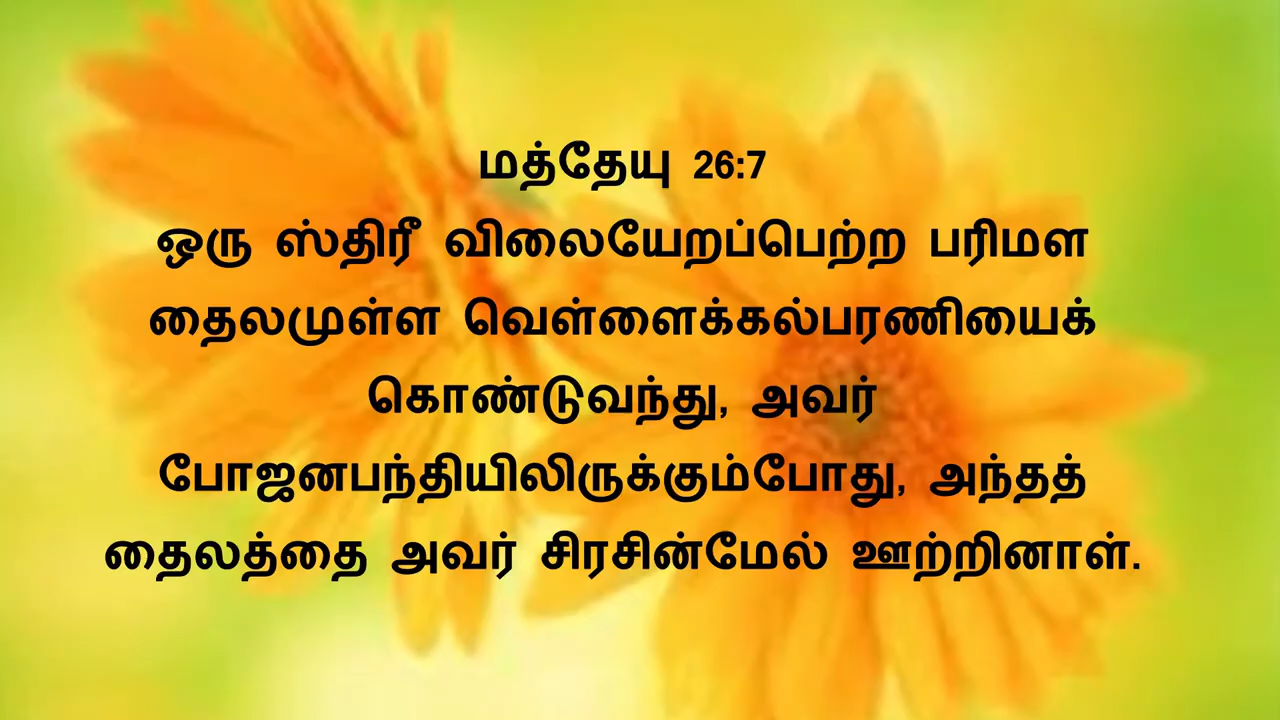 மத்தேயு 26:7
ஒரு ஸ்திரீ விலையேறப்பெற்ற பரிமள
தைலமுள்ள வெள்ளைக்கல்பரணியைக்
கொண்டுவந்து, அவர்
போஜனபந்தியிலிருக்கும்போது, அந்தத்
தைலத்தை அவர் சிரசின்மேல் ஊற்றினாள்.